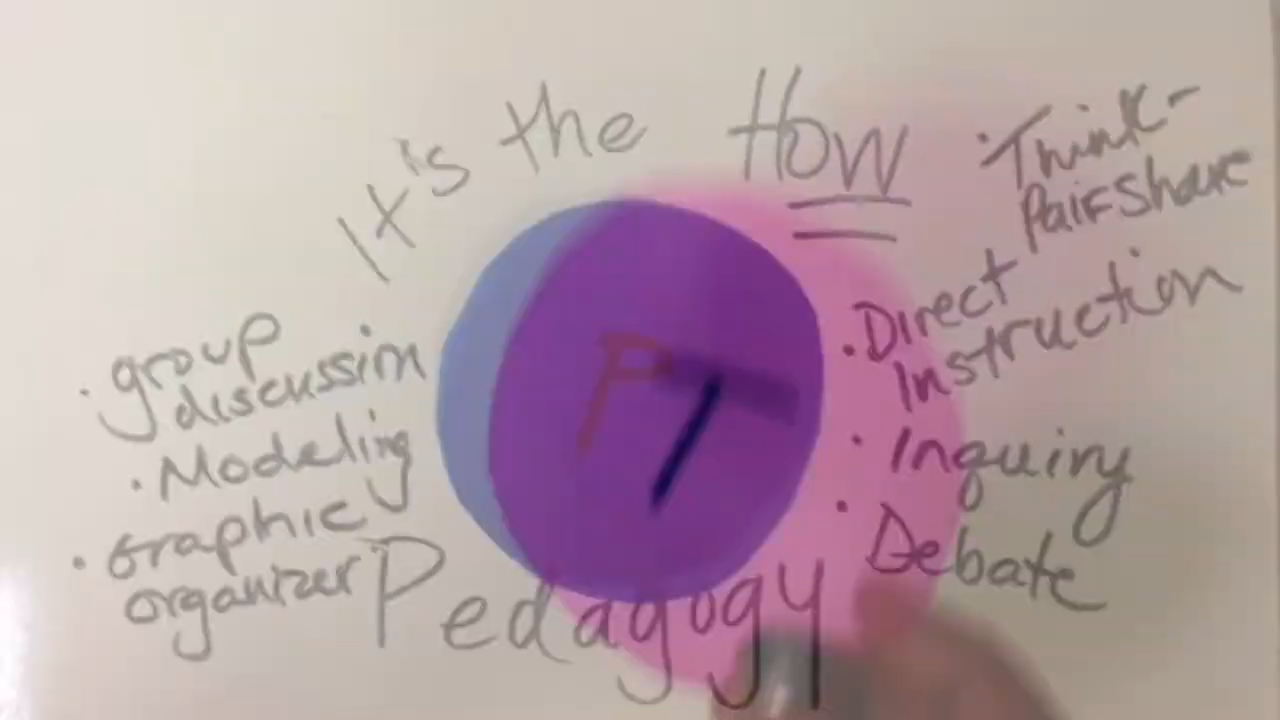 It's the How
• Think-
Pair-Share
• Direct
Instruction
• Inquiry
• Debate
• group
discussion
• Modeling
• Graphic
organizer
P
T
Pedagogy